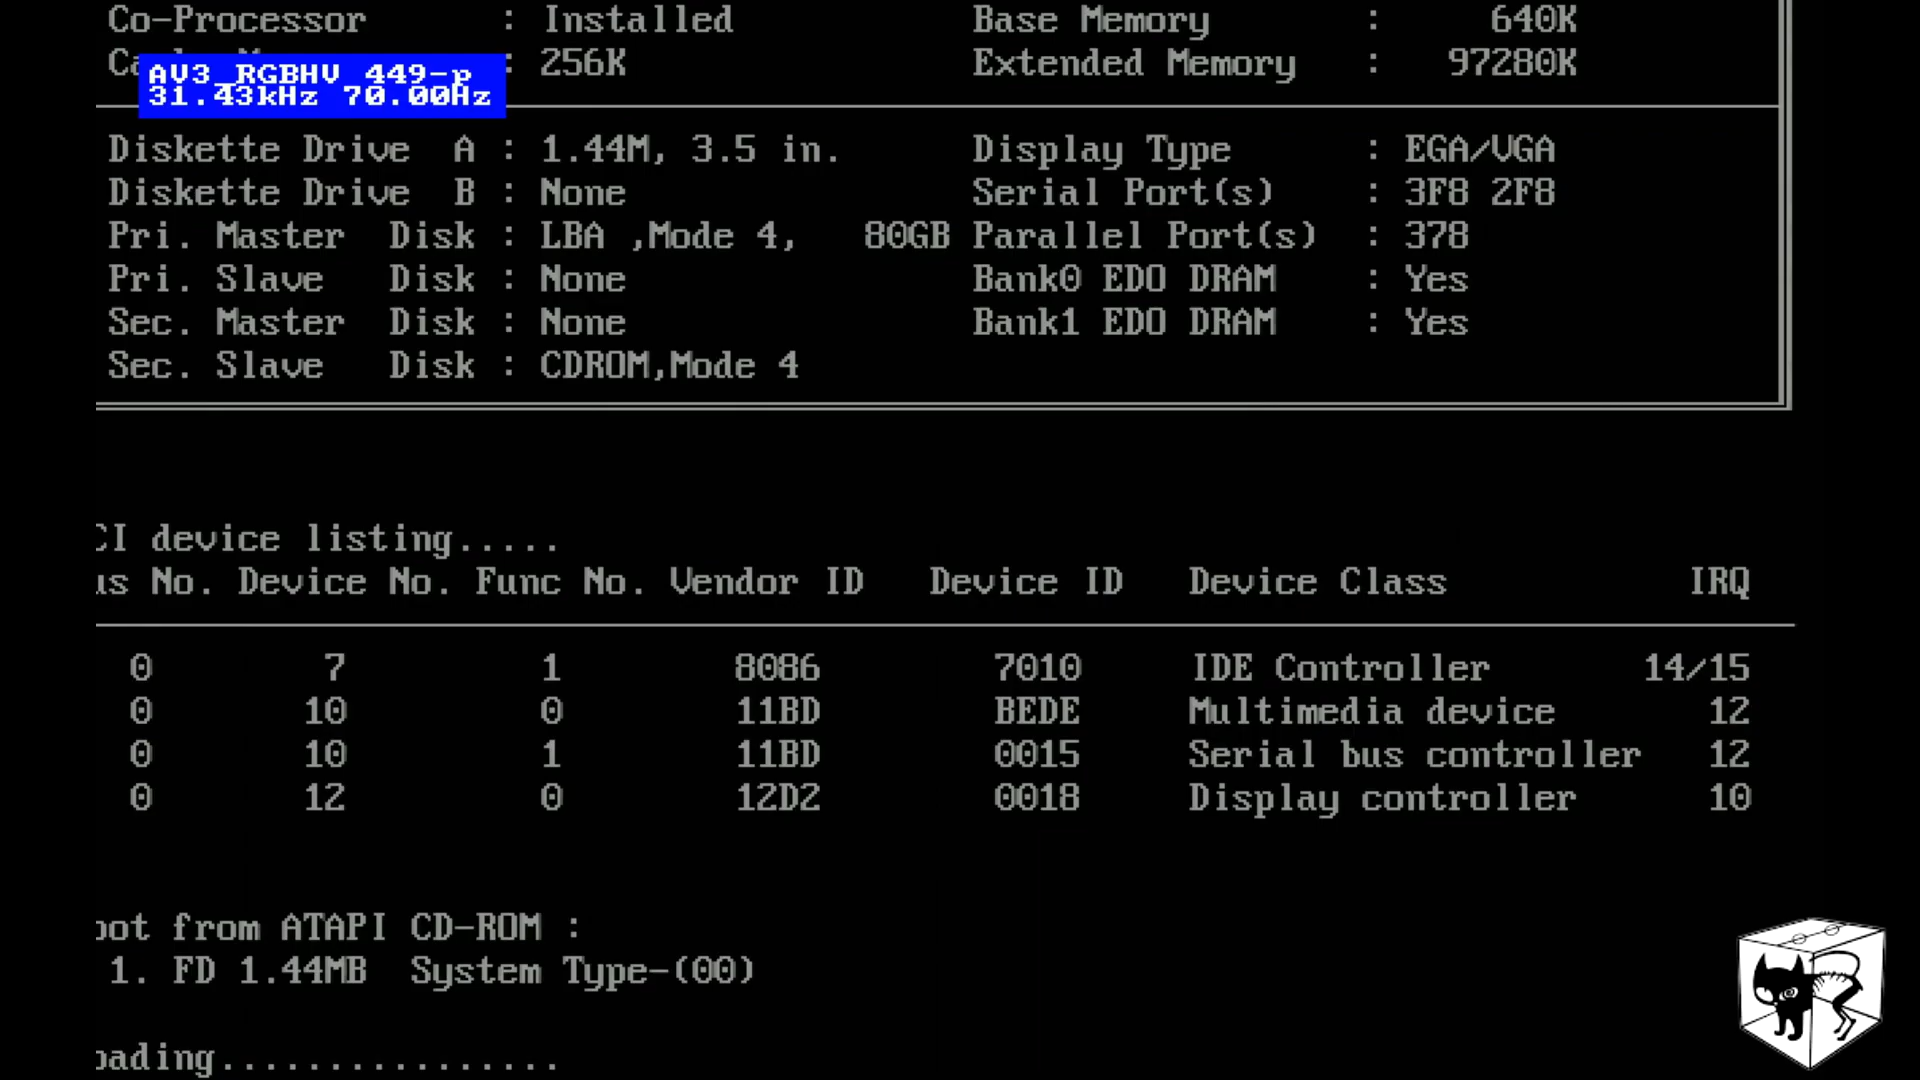 Co-Processor : Installed Base Memory : 640K
Ca : 256K Extended Memory : 97280K
AV3_RGBHV 449-p
31.43kHz 70.00Hz
Diskette Drive A : 1.44M, 3.5 in. Display Type : EGA/VGA
Diskette Drive B : None Serial Port(s) : 3F8 2F8
Pri. Master Disk : LBA ,Mode 4, 80GB Parallel Port(s) : 378
Pri. Slave Disk : None Bank0 EDO DRAM : Yes
Sec. Master Disk : None Bank1 EDO DRAM : Yes
Sec. Slave Disk : CDROM,Mode 4
CI device listing.....
us No. Device No. Func No. Vendor ID Device ID Device Class IRQ
0 7 1 8086 7010 IDE Controller 14/15
0 10 0 11BD BEDE Multimedia device 12
0 10 1 11BD 0015 Serial bus controller 12
0 12 0 12D2 0018 Display controller 10
oot from ATAPI CD-ROM :
1. FD 1.44MB System Type-(00)
oading................